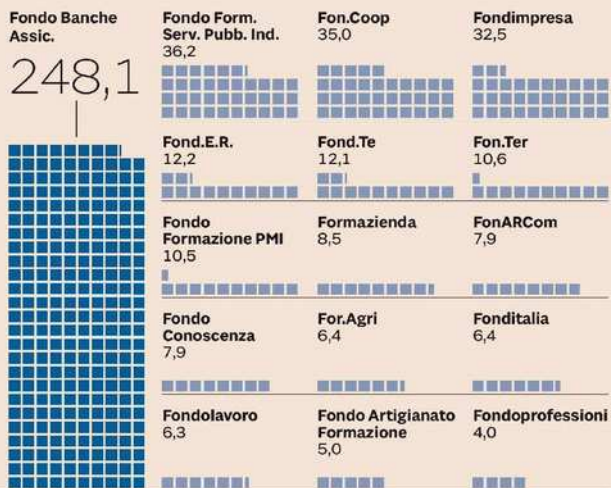 Fondo Banche
Assic.
248,1
Fondo Form.
Serv. Pubb. Ind.
36,2
Fon.Coop
35,0
Fondimpresa
32,5
Fond.E.R.
12,2
Fond.Te
12,1
Fon.Ter
10,6
Fondo
Formazione PMI
10,5
Formazienda
8,5
FonARCom
7,9
Fondo
Conoscenza
7,9
For.Agri
6,4
Fonditalia
6,4
Fondolavoro
6,3
Fondo Artigianato
Formazione
5,0
Fondoprofessioni
4,0